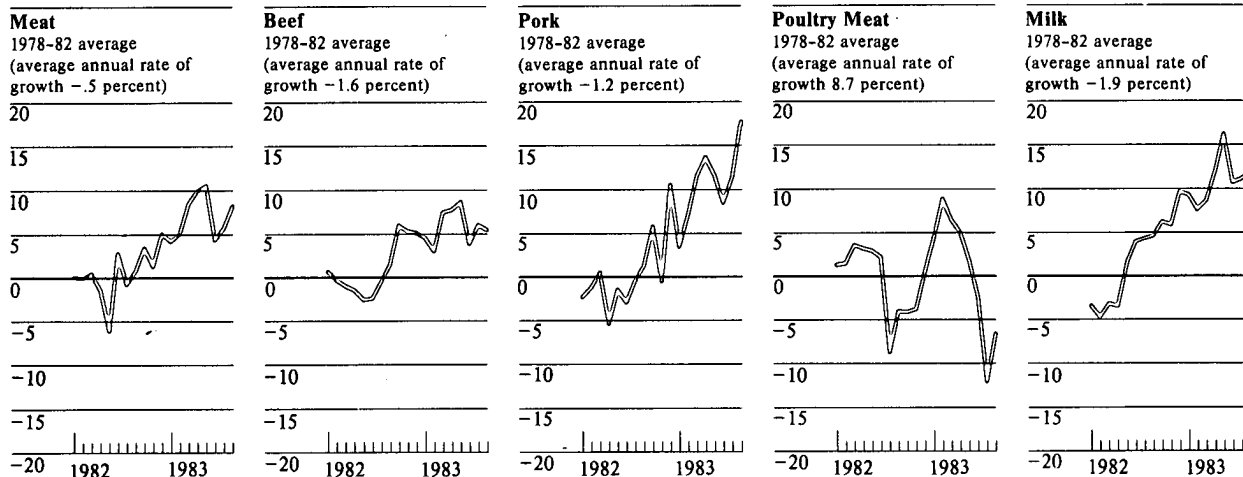 Meat
1978-82 average
(average annual rate of
growth -.5 percent)
20
15
10
5
0
-5
-10
-15
-20
1982 1983
Beef
1978-82 average
(average annual rate of
growth -1.6 percent)
20
15
10
5
0
-5
-10
-15
-20
1982 1983
Pork
1978-82 average
(average annual rate of
growth -1.2 percent)
20
15
10
5
0
-5
-10
-15
-20
1982 1983
Poultry Meat
1978-82 average
(average annual rate of
growth 8.7 percent)
20
15
10
5
0
-5
-10
-15
-20
1982 1983
Milk
1978-82 average
(average annual rate of
growth -1.9 percent)
20
15
10
5
0
-5
-10
-15
-20
1982 1983